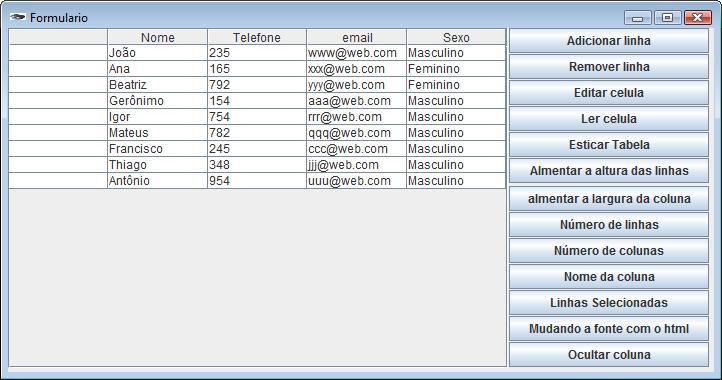 Formulario
Nome Telefone email Sexo
João 235 www@web.com Masculino
Ana 165 xxx@web.com Feminino
Beatriz 792 yyy@web.com Feminino
Gerônimo 154 aaa@web.com Masculino
Igor 754 rrr@web.com Masculino
Mateus 782 qqq@web.com Masculino
Francisco 245 ccc@web.com Masculino
Thiago 348 jjj@web.com Masculino
Antônio 954 uuu@web.com Masculino
Adicionar linha
Remover linha
Editar celula
Ler celula
Esticar Tabela
Almentar a altura das linhas
almentar a largura da coluna
Número de linhas
Número de colunas
Nome da coluna
Linhas Selecionadas
Mudando a fonte com o html
Ocultar coluna